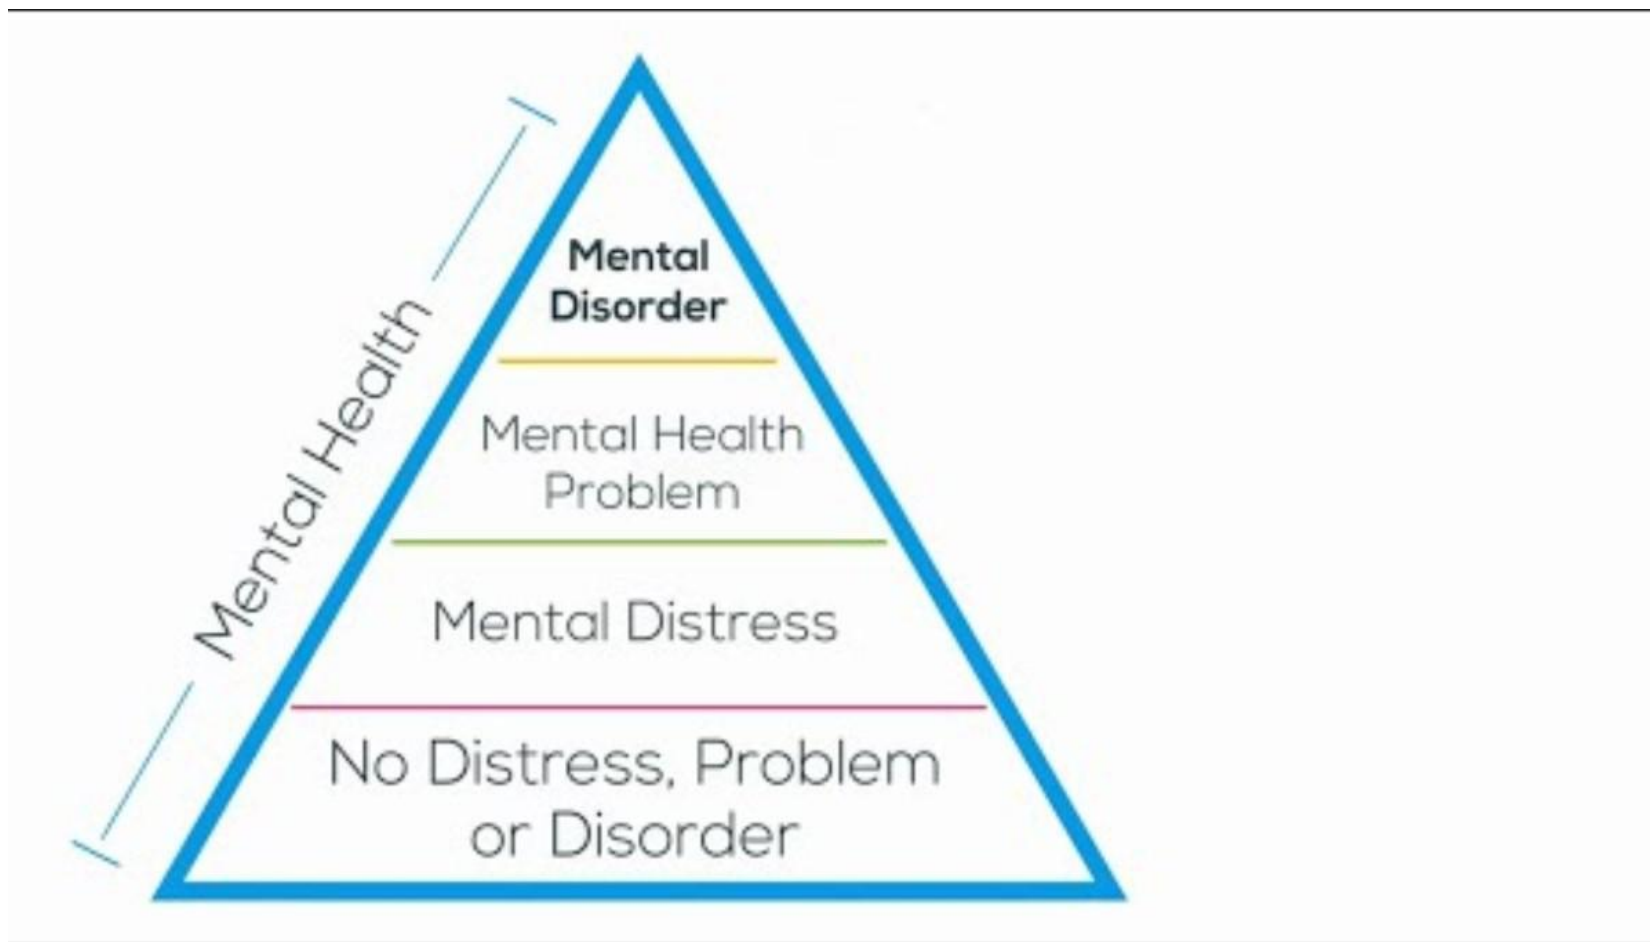 Mental
Disorder
Mental Health
Problem
Mental Distress
No Distress, Problem
or Disorder
Mental Health